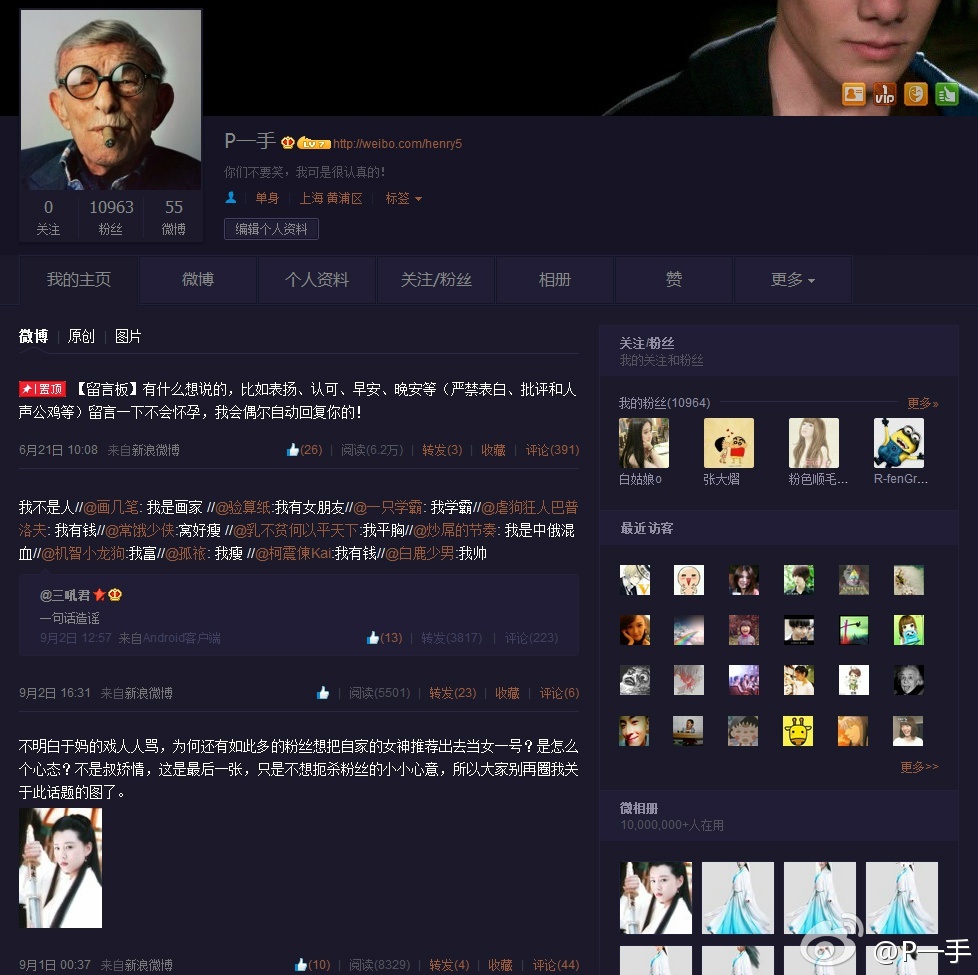 vip
P一手 LV 7 http://weibo.com/henry5
你们不要笑，我可是很认真的！
单身 | 上海 黄浦区 | 标签
0 10963 55
关注 粉丝 微博
编辑个人资料
我的主页 微博 个人资料 关注/粉丝 相册 赞 更多
微博 | 原创 | 图片
置顶 【留言板】有什么想说的，比如表扬、认可、早安、晚安等（严禁表白、批评和人
声公鸡等）留言一下不会怀孕，我会偶尔自动回复你的！
6月21日 10:08 来自新浪微博 (26) | 阅读(6.2万) | 转发(3) | 收藏 | 评论(391)
我不是人//@画几笔: 我是画家 //@验算纸:我有女朋友//@一只学霸: 我学霸//@虐狗狂人巴普
洛夫: 我有钱//@常饿少侠:窝好瘦 //@乳不贫何以平天下:我平胸//@炒屌的节奏: 我是中俄混
血//@机智小龙狗:我富//@孤袨: 我瘦 //@柯震倲Kai:我有钱//@白鹿少男:我帅
@三吼君
一句话造谣
9月2日 12:57 来自Android客户端 (13) | 转发(3817) | 评论(223)
9月2日 16:31 来自新浪微博 | 阅读(5501) | 转发(23) | 收藏 | 评论(6)
不明白于妈的戏人人骂，为何还有如此多的粉丝想把自家的女神推荐出去当女一号？是怎么
个心态？不是叔矫情，这是最后一张，只是不想扼杀粉丝的小小心意，所以大家别再圈我关
于此话题的图了。
9月1日 00:37 来自新浪微博 (10) | 阅读(8329) | 转发(4) | 收藏 | 评论(44)
关注/粉丝
我的关注和粉丝
我的粉丝(10964) 更多»
白姑娘o 张大熠 粉色顺毛... R-fenGr...
最近访客
更多>>
微相册
10,000,000+人在用
@P一手